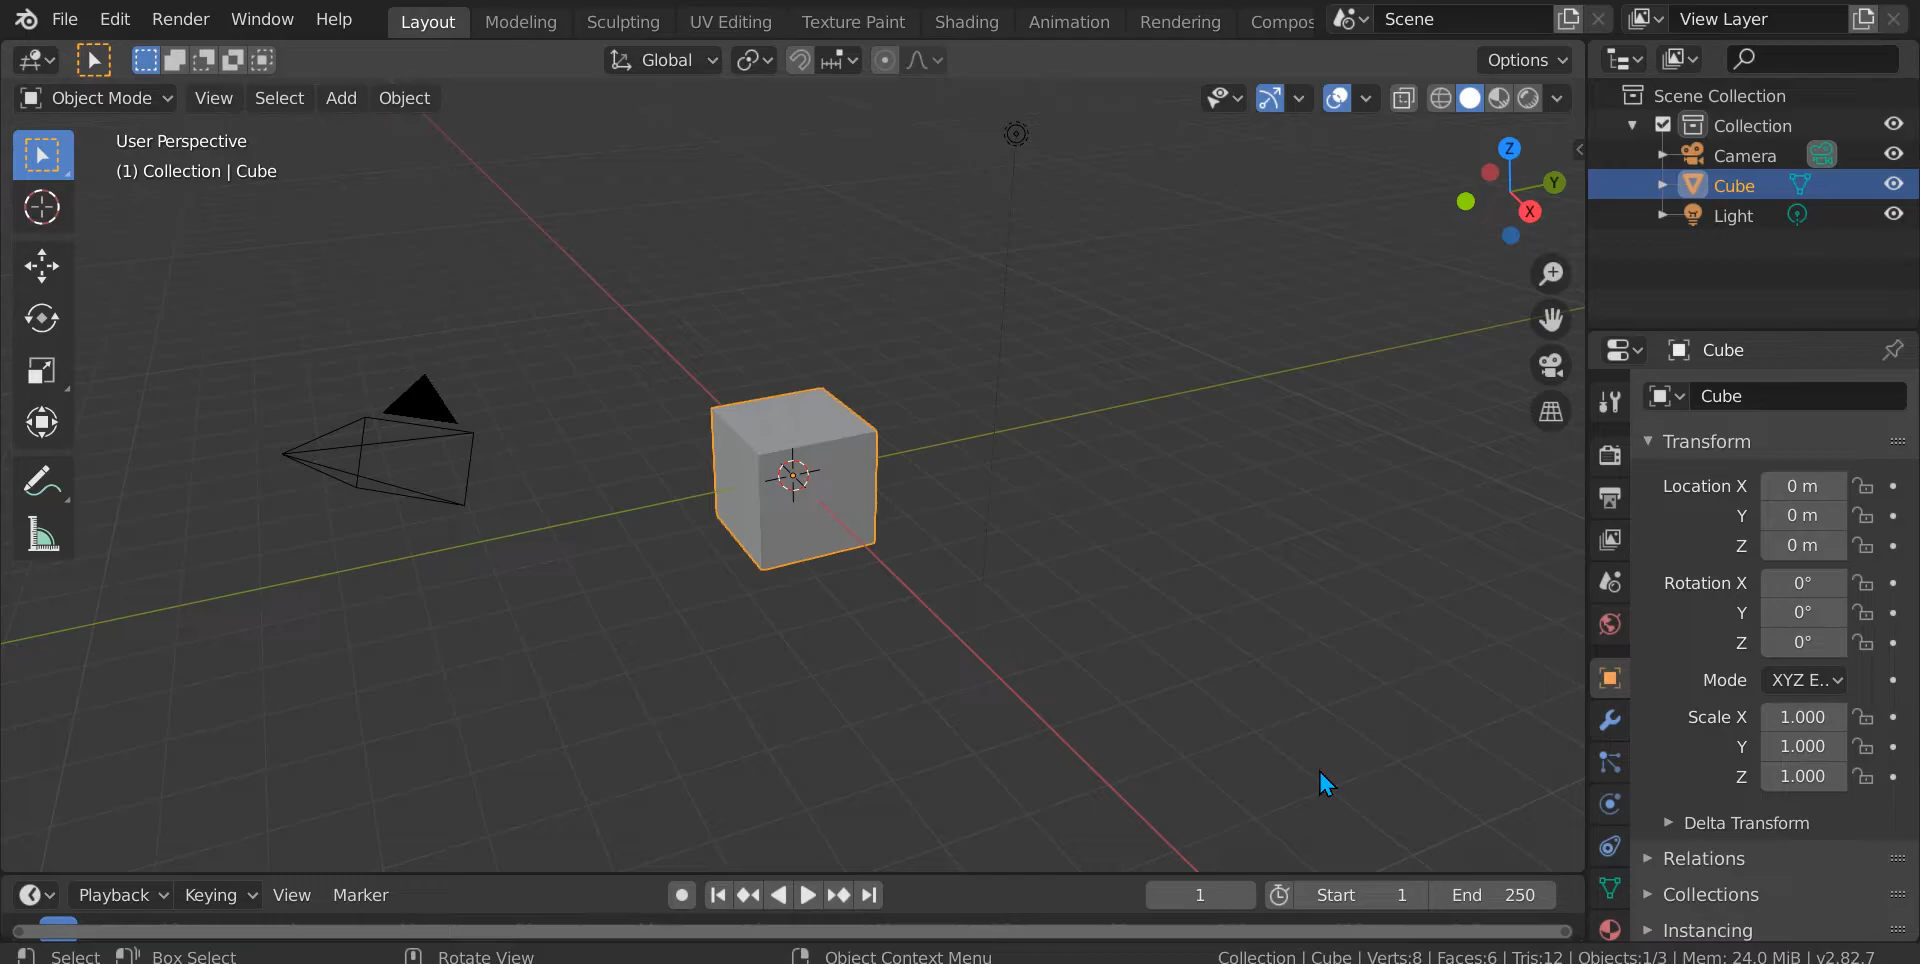 File Edit Render Window Help Layout Modeling Sculpting UV Editing Texture Paint Shading Animation Rendering Compos Scene View Layer
Global Options
Object Mode View Select Add Object
User Perspective
(1) Collection | Cube
Z
Y
X
Scene Collection
Collection
Camera
Cube
Light
Cube
Cube
Transform
Location X 0 m
Y 0 m
Z 0 m
Rotation X 0°
Y 0°
Z 0°
Mode XYZ E..
Scale X 1.000
Y 1.000
Z 1.000
Delta Transform
Relations
Collections
Instancing
Playback Keying View Marker 1 Start 1 End 250
Select Box Select Rotate View Object Context Menu Collection | Cube | Verts:8 | Faces:6 | Tris:12 | Objects:1/3 | Mem: 24.0 MiB | v2.82.7